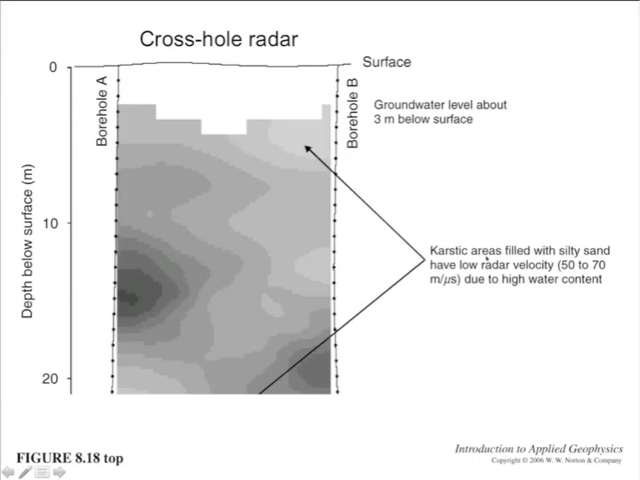 Cross-hole radar
Surface
0
10
20
Depth below surface (m)
Borehole A
Borehole B
Groundwater level about
3 m below surface
Karstic areas filled with silty sand
have low radar velocity (50 to 70
m/μs) due to high water content
FIGURE 8.18 top
Introduction to Applied Geophysics
Copyright © 2006 W. W. Norton & Company